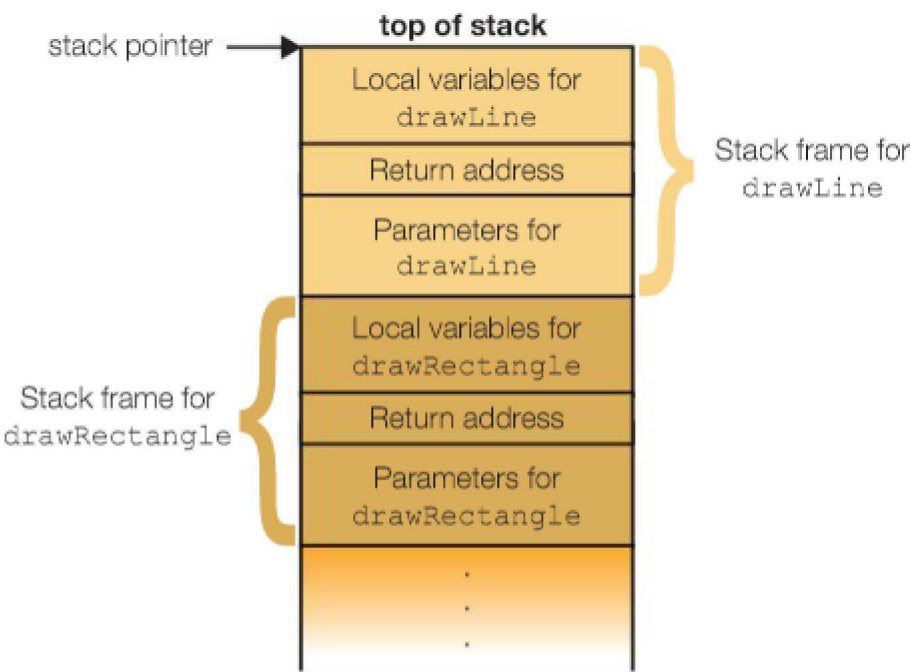 top of stack
stack pointer
Local variables for
drawLine
Return address
Parameters for
drawLine
Stack frame for
drawLine
Local variables for
drawRectangle
Return address
Parameters for
drawRectangle
Stack frame for
drawRectangle
.
.
.